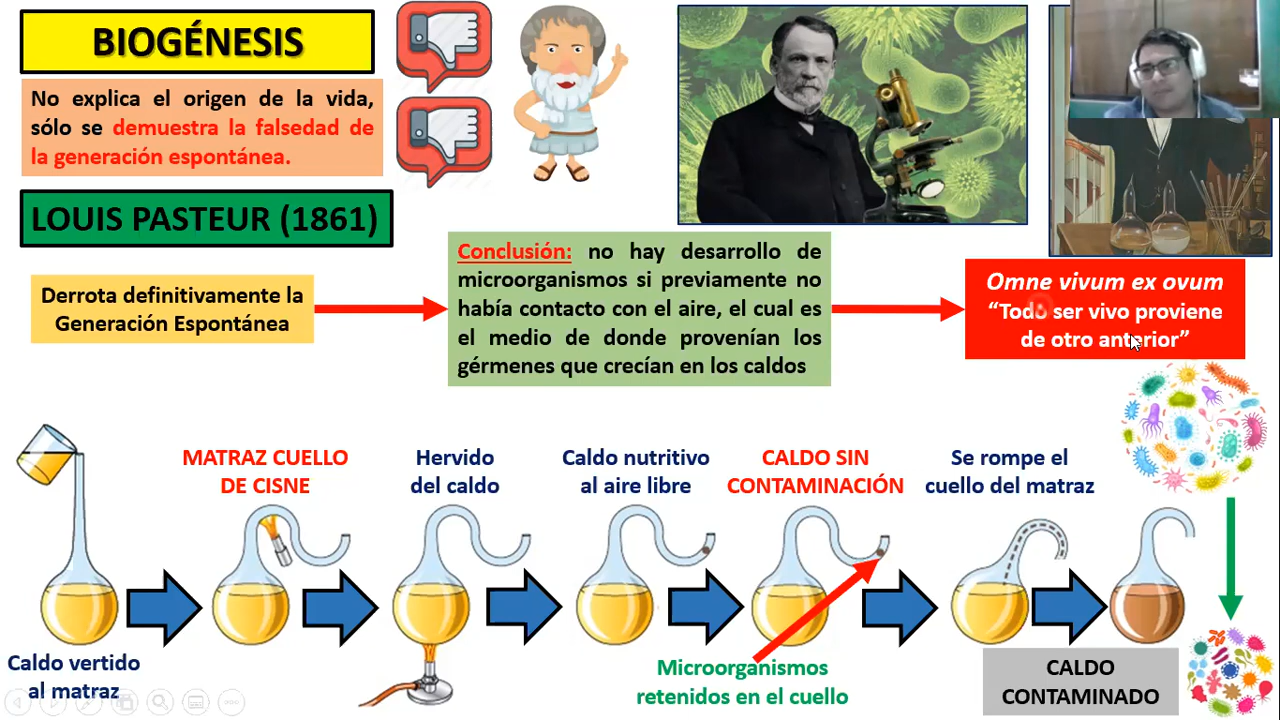 BIOGÉNESIS
No explica el origen de la vida,
sólo se demuestra la falsedad de
la generación espontánea.
LOUIS PASTEUR (1861)
Derrota definitivamente la
Generación Espontánea
Conclusión: no hay desarrollo de
microorganismos si previamente no
había contacto con el aire, el cual es
el medio de donde provenían los
gérmenes que crecían en los caldos
Omne vivum ex ovum
“Todo ser vivo proviene
de otro anterior”
Caldo vertido
al matraz
MATRAZ CUELLO
DE CISNE
Hervido
del caldo
Caldo nutritivo
al aire libre
CALDO SIN
CONTAMINACIÓN
Microorganismos
retenidos en el cuello
Se rompe el
cuello del matraz
CALDO
CONTAMINADO